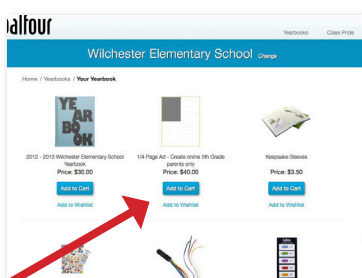 balfour
Yearbooks Class Pride
Wilchester Elementary School Change
Home / Yearbooks / Your Yearbook
YE
AR
BO
OK
2012 - 2013 Wilchester Elementary School
Yearbook
Price: $30.00
Add to Cart
Add to Wishlist
1/4 Page Ad - Create online 5th Grade
parents only
Price: $40.00
Add to Cart
Add to Wishlist
Keepsake Sleeves
Price: $3.50
Add to Cart
Add to Wishlist